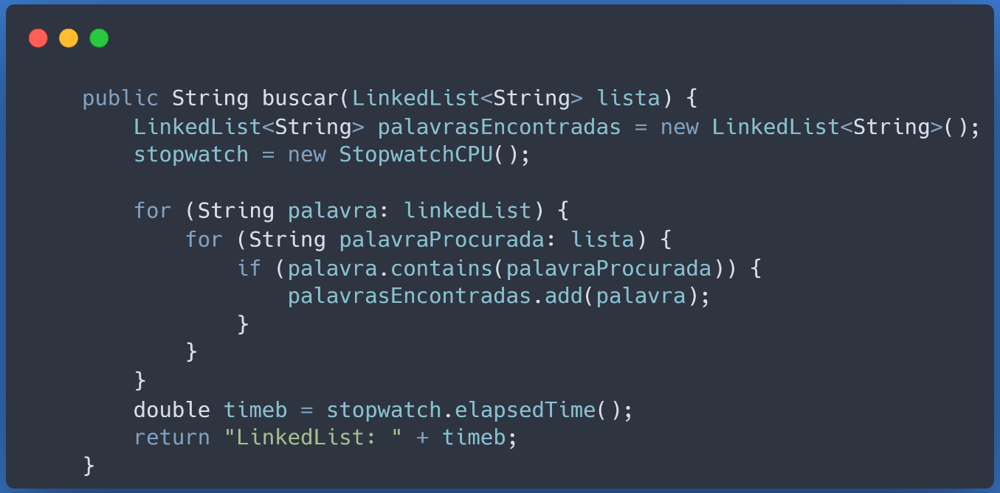 public String buscar(LinkedList<String> lista) {
    LinkedList<String> palavrasEncontradas = new LinkedList<String>();
    stopwatch = new StopwatchCPU();

    for (String palavra: linkedList) {
        for (String palavraProcurada: lista) {
            if (palavra.contains(palavraProcurada)) {
                palavrasEncontradas.add(palavra);
            }
        }
    }
    double timeb = stopwatch.elapsedTime();
    return "LinkedList: " + timeb;
}